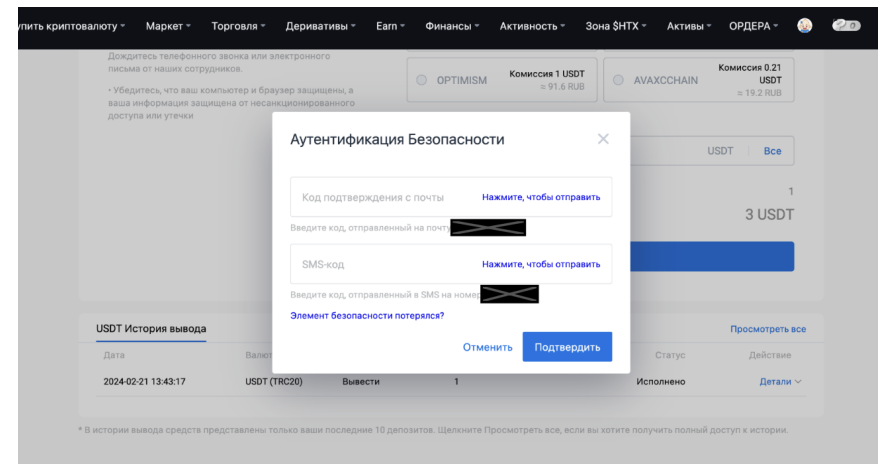 упить криптовалюту Маркет Торговля Деривативы Earn Финансы Активность Зона $HTX Активы ОРДЕРА 0
Дождитесь телефонного звонка или электронного
письма от наших сотрудников.
• Убедитесь, что ваш компьютер и браузер защищены, а
ваша информация защищена от несанкционированного
доступа или утечки
OPTIMISM
Комиссия 1 USDT
≈ 91.6 RUB
AVAXCCHAIN
Комиссия 0.21
USDT
≈ 19.2 RUB
USDT Все
1
3 USDT
Аутентификация Безопасности
Код подтверждения с почты Нажмите, чтобы отправить
Введите код, отправленный на почту
SMS-код Нажмите, чтобы отправить
Введите код, отправленный в SMS на номер
Элемент безопасности потерялся?
Отменить Подтвердить
USDT История вывода Просмотреть все
Дата Валют Статус Действие
2024-02-21 13:43:17 USDT (TRC20) Вывести 1 Исполнено Детали
* В истории вывода средств представлены только ваши последние 10 депозитов. Щелкните Просмотреть все, если вы хотите получить полный доступ к истории.